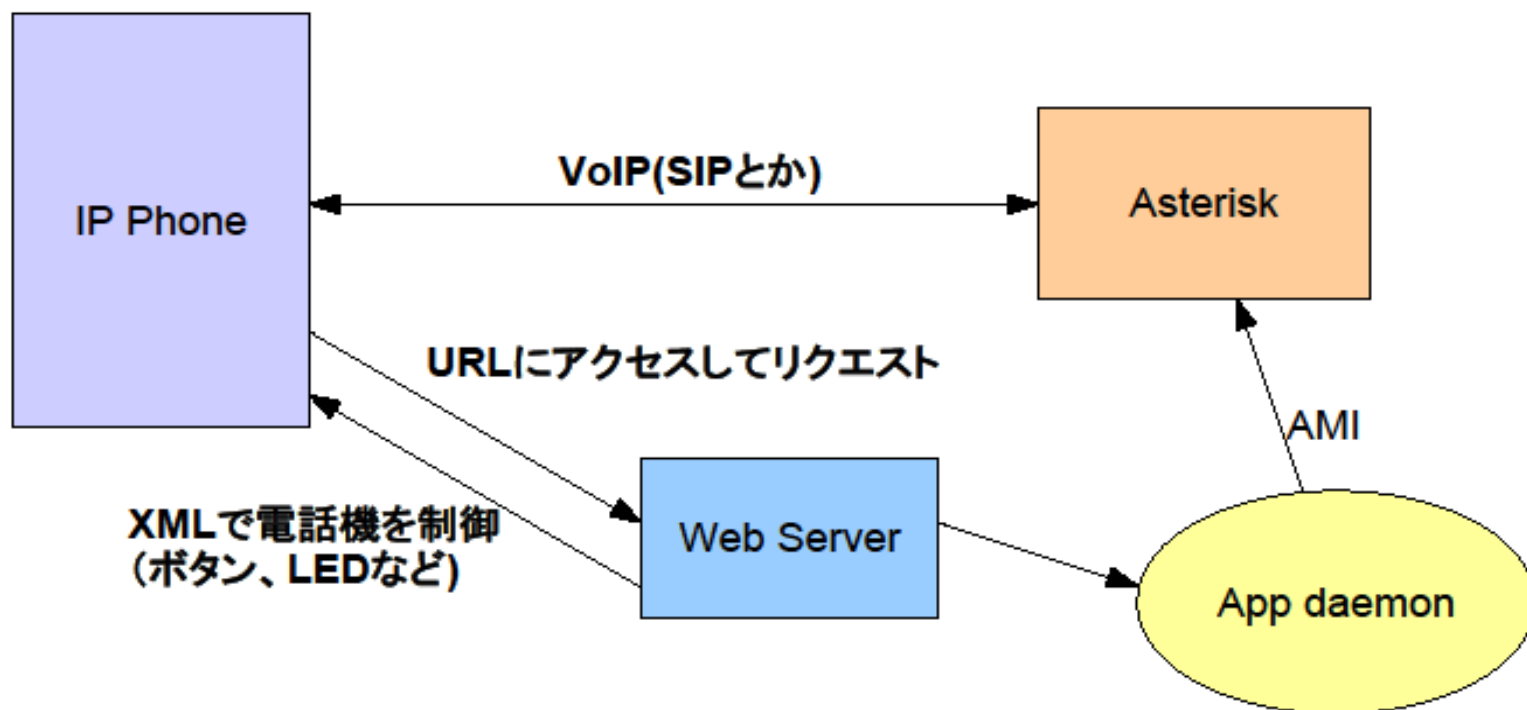 VoIP(SIPとか)
IP Phone
Asterisk
URLにアクセスしてリクエスト
AMI
XMLで電話機を制御
(ボタン、LEDなど)
Web Server
App daemon